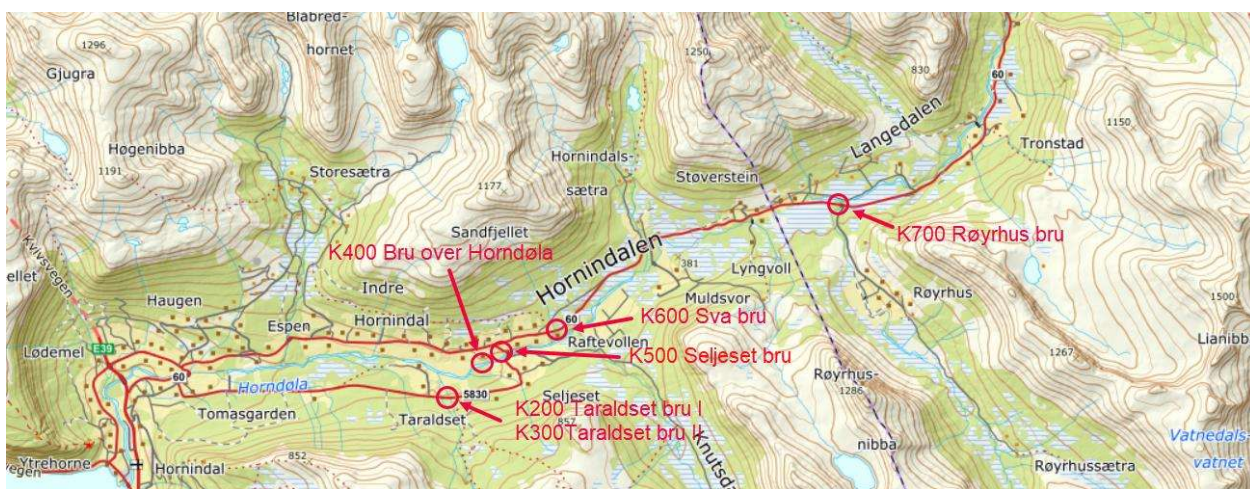 Blåbred-
hornet
1296
Gjugra
1250
830
60
Langedalen
1150
Tronstad
Høgenibba
1191
Storesætra
Hornindals-
sætra
Støverstein
1177
Sandfjellet
K700 Røyrhus bru
K400 Bru over Horndøla
Hornindalen
Kvivsvegen
ellet
381
Lyngvoll
Indre
Hornindal
Haugen
Muldsvor
Røyrhus
1500
Espen
60
K600 Sva bru
Raftevollen
Lianibb
Lødemel
E39
K500 Seljeset bru
1267
60
Horndøla
5830
Seljeset
Røyrhus-
1286
nibba
Tomasgarden
Taraldset
K200 Taraldset bru I
K300Taraldset bru II
857
Knutsda
Vatnedals-
vatnet
852
Ytrehorne
vegen
Hornindal
Røyrhussætra